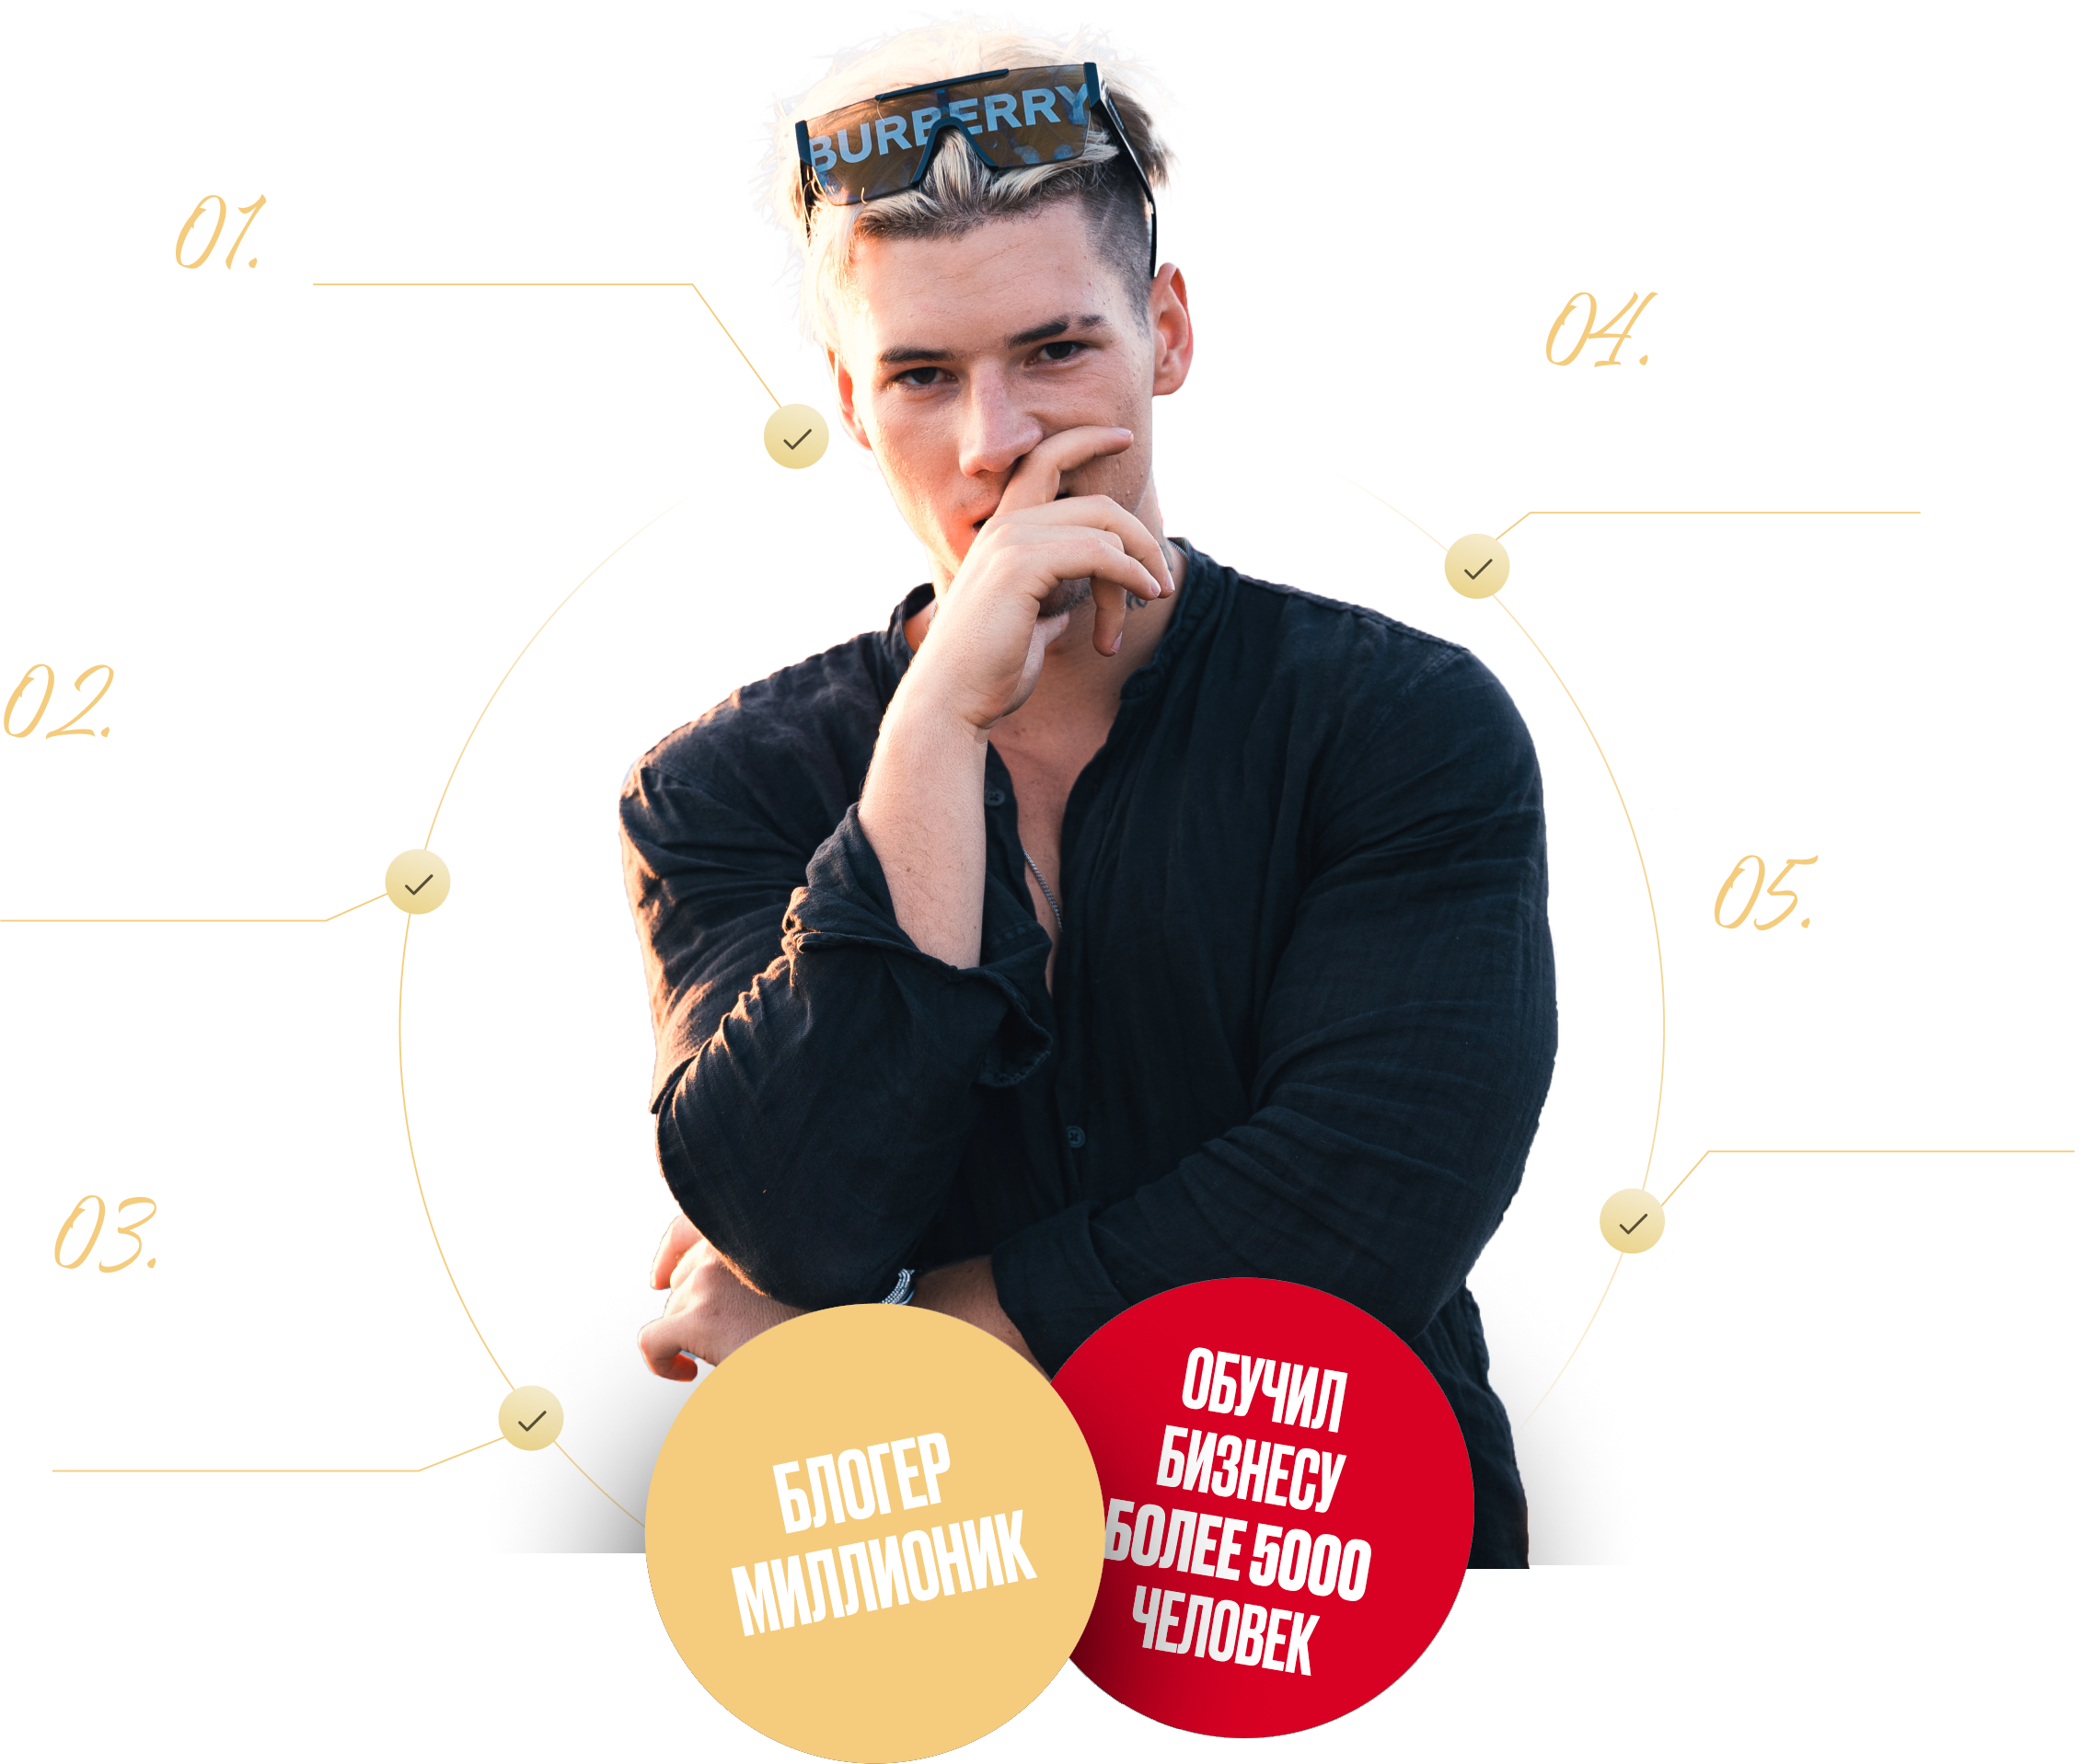 BURBERRY
01.
04.
02.
05.
03.
БЛОГЕР
МИЛЛИОНИК
ОБУЧИЛ
БИЗНЕСУ
БОЛЕЕ 5000
ЧЕЛОВЕК